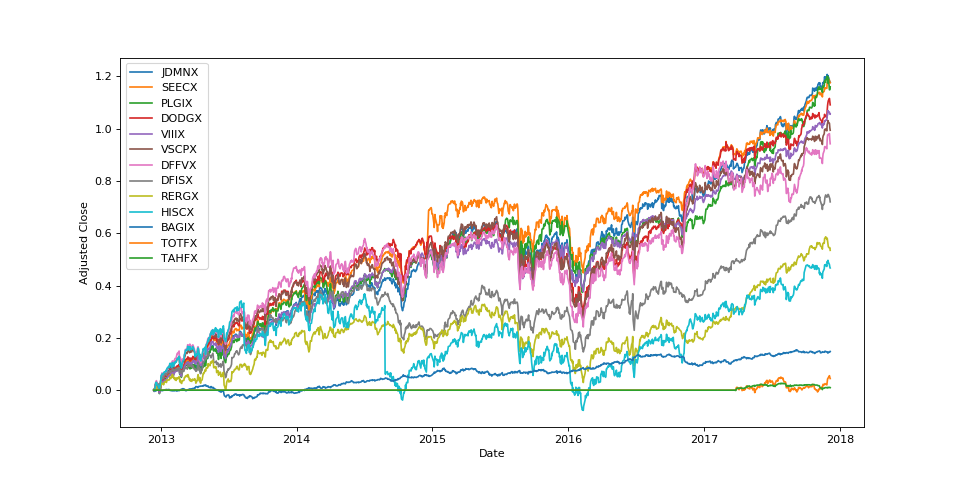 1.2
1.0
0.8
0.6
0.4
0.2
0.0
Adjusted Close
JDMNX
SEECX
PLGIX
DODGX
VIIIX
VSCPX
DFFVX
DFISX
RERGX
HISCX
BAGIX
TOTFX
TAHFX
2013
2014
2015
2016
2017
2018
Date